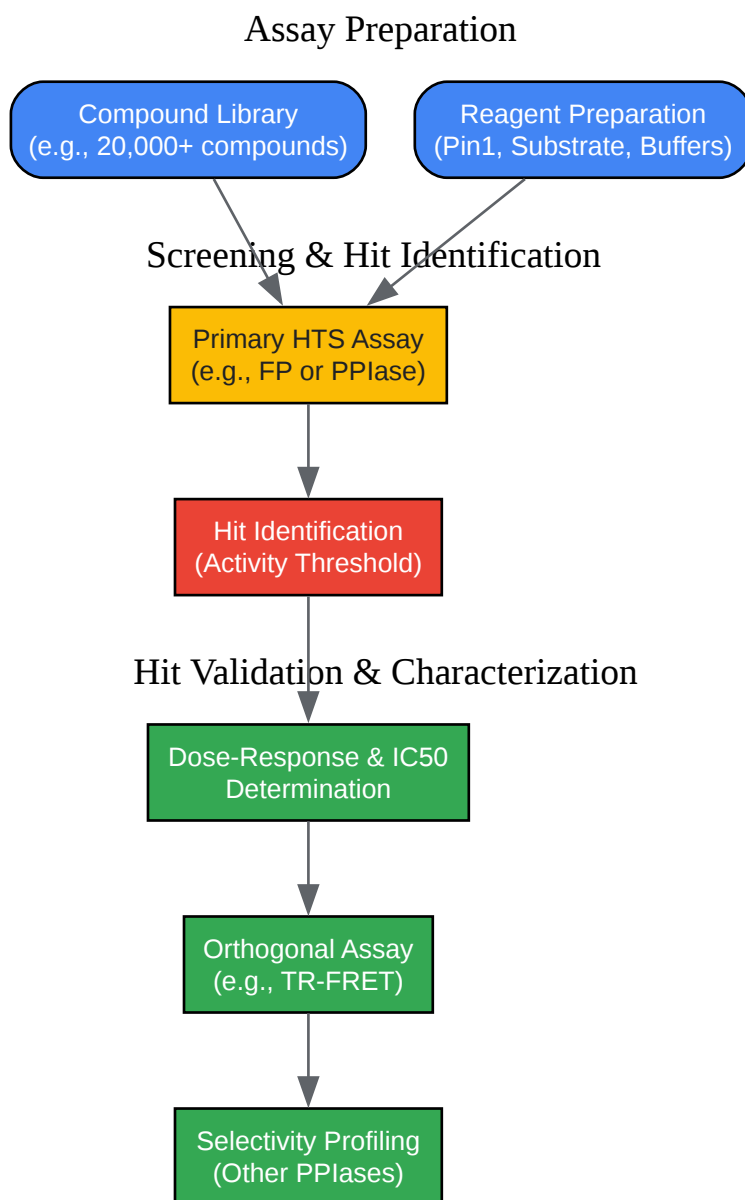 Assay Preparation
Compound Library
(e.g., 20,000+ compounds)
Reagent Preparation
(Pin1, Substrate, Buffers)
Screening & Hit Identification
Primary HTS Assay
(e.g., FP or PPIase)
Hit Identification
(Activity Threshold)
Hit Validation & Characterization
Dose-Response & IC50
Determination
Orthogonal Assay
(e.g., TR-FRET)
Selectivity Profiling
(Other PPIases)